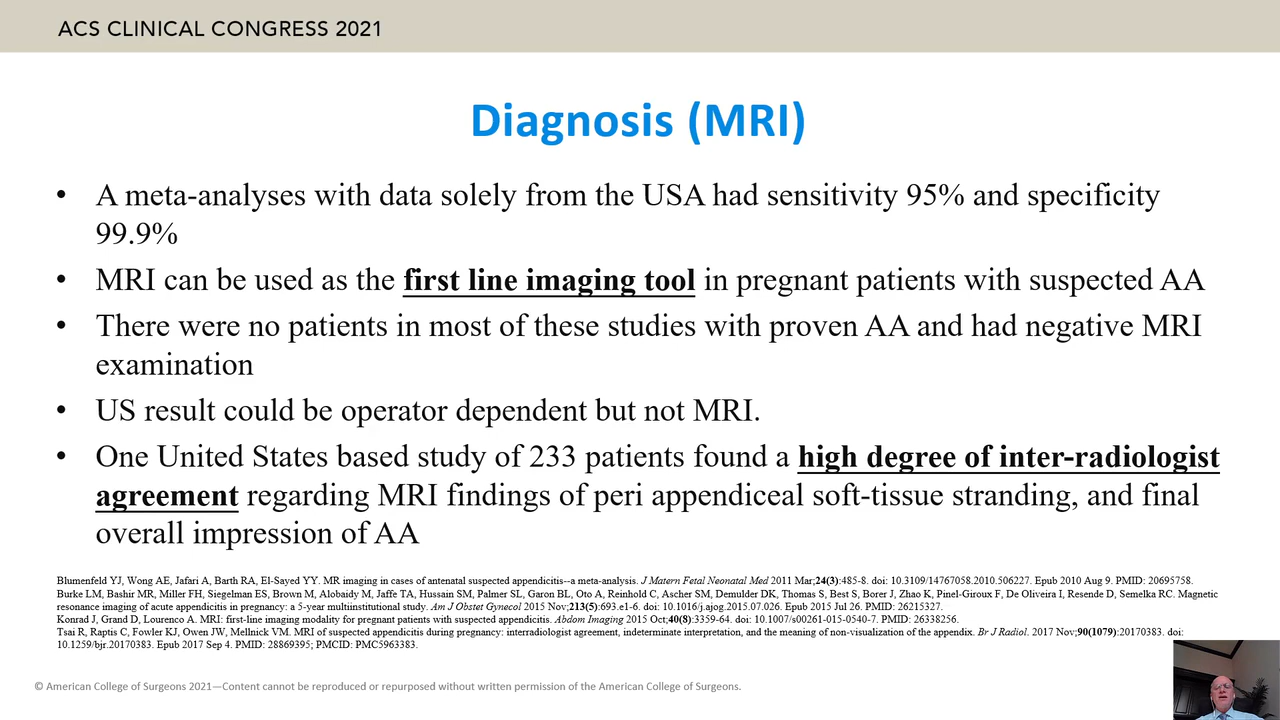 ACS CLINICAL CONGRESS 2021
Diagnosis (MRI)
• A meta-analyses with data solely from the USA had sensitivity 95% and specificity
99.9%
• MRI can be used as the first line imaging tool in pregnant patients with suspected AA
• There were no patients in most of these studies with proven AA and had negative MRI
examination
• US result could be operator dependent but not MRI.
• One United States based study of 233 patients found a high degree of inter-radiologist
agreement regarding MRI findings of peri appendiceal soft-tissue stranding, and final
overall impression of AA
Blumenfeld YJ, Wong AE, Jafari A, Barth RA, El-Sayed YY. MR imaging in cases of antenatal suspected appendicitis--a meta-analysis. J Matern Fetal Neonatal Med 2011 Mar;24(3):485-8. doi: 10.3109/14767058.2010.506227. Epub 2010 Aug 9. PMID: 20695758.
Burke LM, Bashir MR, Miller FH, Siegelman ES, Brown M, Alobaidy M, Jaffe TA, Hussain SM, Palmer SL, Garon BL, Oto A, Reinhold C, Ascher SM, Demulder DK, Thomas S, Best S, Borer J, Zhao K, Pinel-Giroux F, De Oliveira I, Resende D, Semelka RC. Magnetic
resonance imaging of acute appendicitis in pregnancy: a 5-year multiinstitutional study. Am J Obstet Gynecol 2015 Nov;213(5):693.e1-6. doi: 10.1016/j.ajog.2015.07.026. Epub 2015 Jul 26. PMID: 26215327.
Konrad J, Grand D, Lourenco A. MRI: first-line imaging modality for pregnant patients with suspected appendicitis. Abdom Imaging 2015 Oct;40(8):3359-64. doi: 10.1007/s00261-015-0540-7. PMID: 26338256.
Tsai R, Raptis C, Fowler KJ, Owen JW, Mellnick VM. MRI of suspected appendicitis during pregnancy: interradiologist agreement, indeterminate interpretation, and the meaning of non-visualization of the appendix. Br J Radiol. 2017 Nov;90(1079):20170383. doi:
10.1259/bjr.20170383. Epub 2017 Sep 4. PMID: 28869395; PMCID: PMC5963383.
© American College of Surgeons 2021—Content cannot be reproduced or repurposed without written permission of the American College of Surgeons.